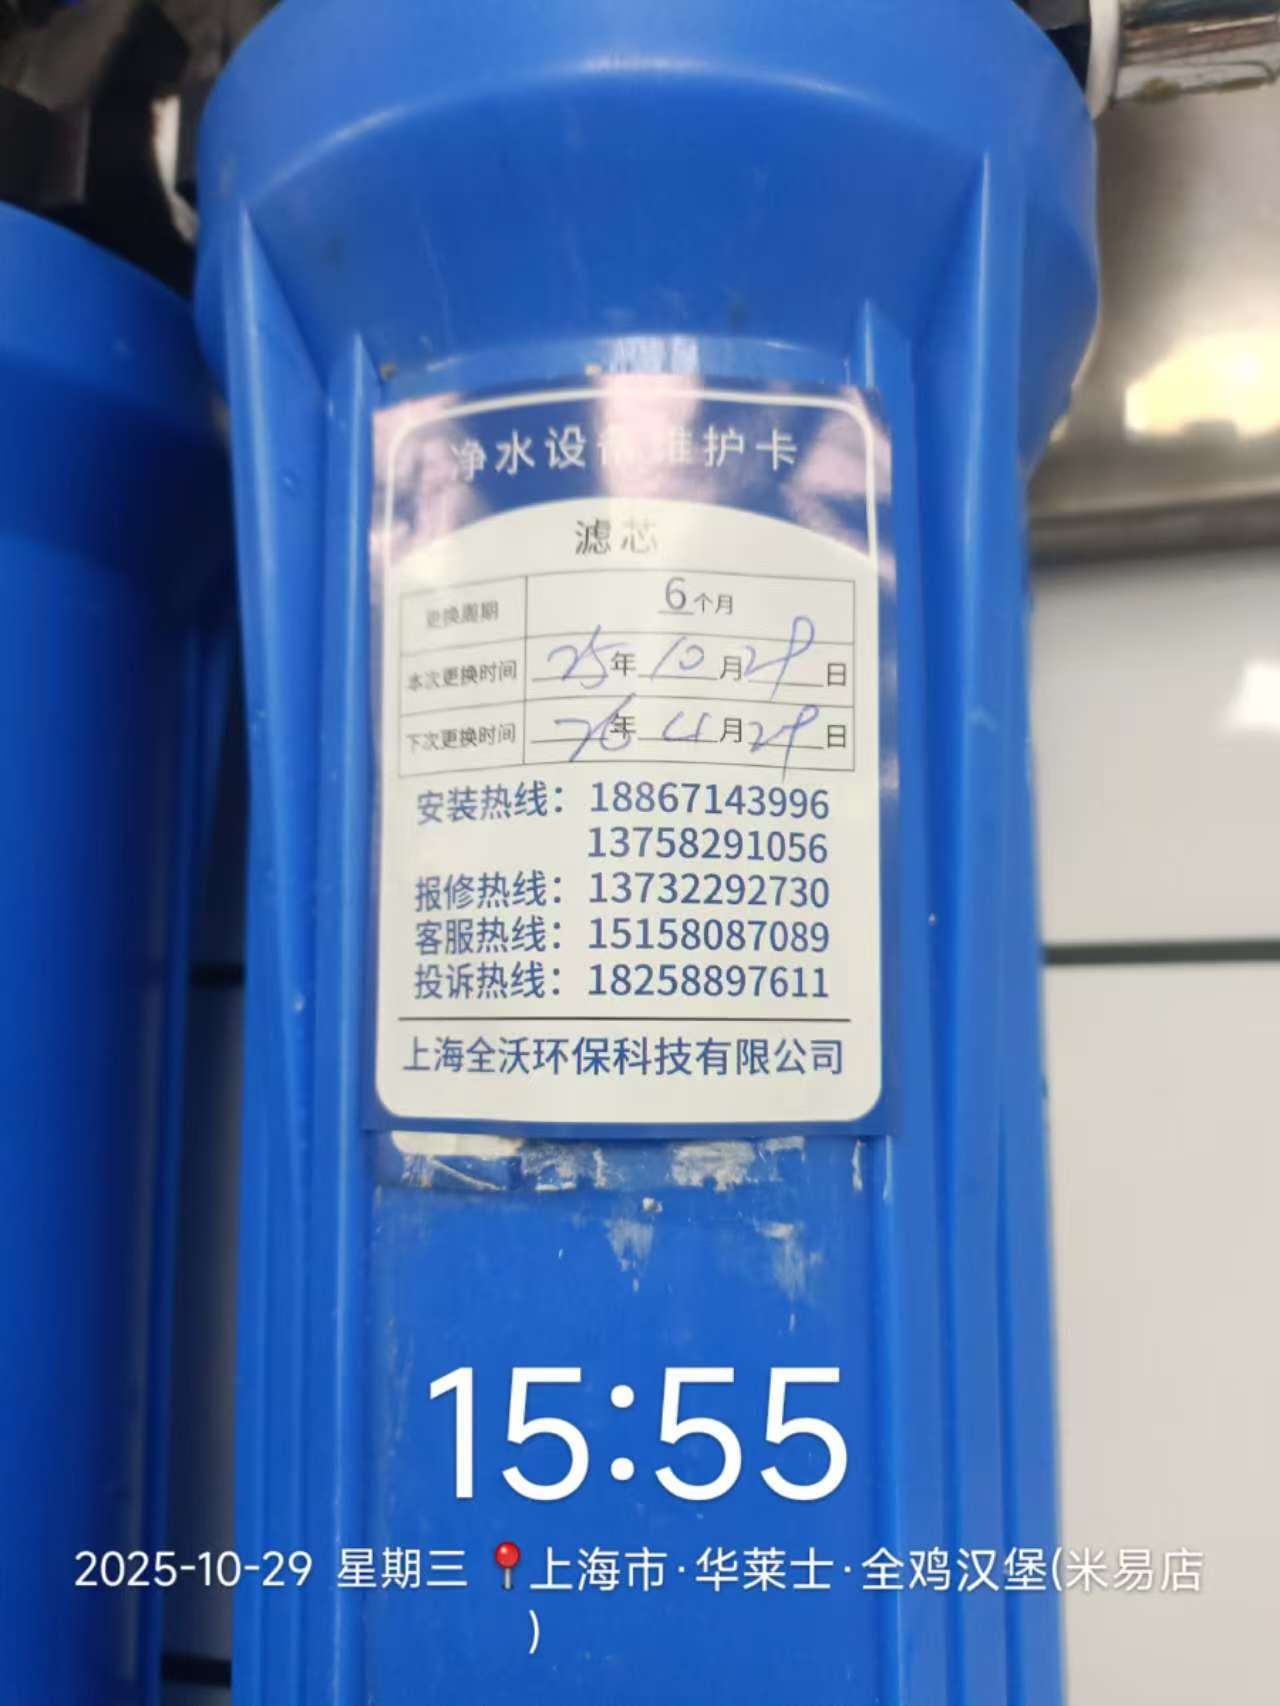 净水设备维护卡
滤芯
更换周期 6个月
本次更换时间 25年10月29日
下次更换时间 26年4月29日
安装热线：18867143996
13758291056
报修热线：13732292730
客服热线：15158087089
投诉热线：18258897611
上海全沃环保科技有限公司
15:55
2025-10-29 星期三 上海市·华莱士·全鸡汉堡(米易店
)